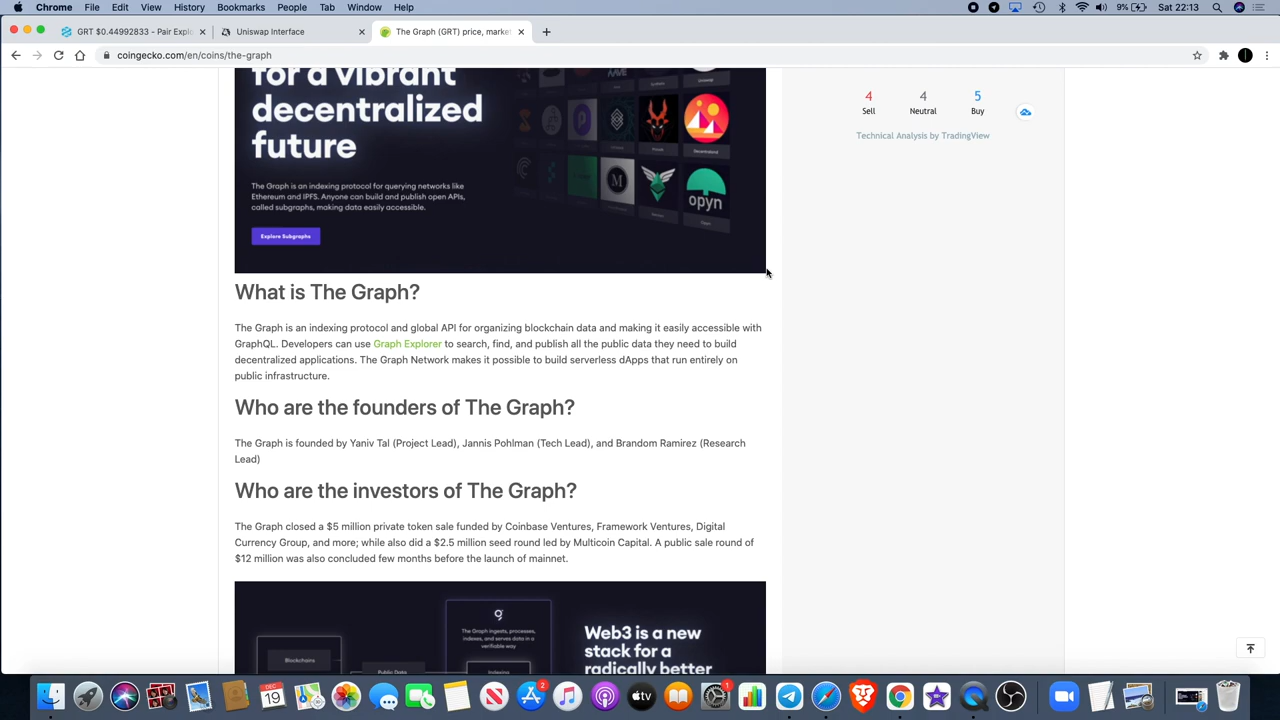 Chrome File Edit View History Bookmarks People Tab Window Help
9% Sat 22:13
GRT $0.44992833 - Pair Explo
Uniswap Interface
The Graph (GRT) price, market
coingecko.com/en/coins/the-graph
for a vibrant
decentralized
future
The Graph is an indexing protocol for querying networks like
Ethereum and IPFS. Anyone can build and publish open APIs,
called subgraphs, making data easily accessible.
Explore Subgraphs
Decentraland
opyn
Opyn
4 4 5
Sell Neutral Buy
Technical Analysis by TradingView
What is The Graph?
The Graph is an indexing protocol and global API for organizing blockchain data and making it easily accessible with
GraphQL. Developers can use Graph Explorer to search, find, and publish all the public data they need to build
decentralized applications. The Graph Network makes it possible to build serverless dApps that run entirely on
public infrastructure.
Who are the founders of The Graph?
The Graph is founded by Yaniv Tal (Project Lead), Jannis Pohlman (Tech Lead), and Brandom Ramirez (Research
Lead)
Who are the investors of The Graph?
The Graph closed a $5 million private token sale funded by Coinbase Ventures, Framework Ventures, Digital
Currency Group, and more; while also did a $2.5 million seed round led by Multicoin Capital. A public sale round of
$12 million was also concluded few months before the launch of mainnet.
The Graph ingests, processes,
indexes, and serves data in a
verifiable way
Blockchains
Public Data
Indexing
Web3 is a new
stack for a
radically better
DEC
19
2
tv
1